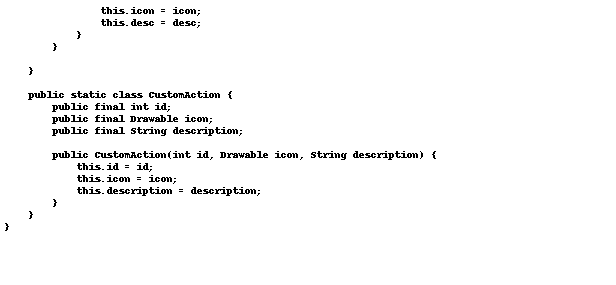 this.icon = icon;
                this.desc = desc;
            }
        }

    }

    public static class CustomAction {
        public final int id;
        public final Drawable icon;
        public final String description;

        public CustomAction(int id, Drawable icon, String description) {
            this.id = id;
            this.icon = icon;
            this.description = description;
        }
    }
}